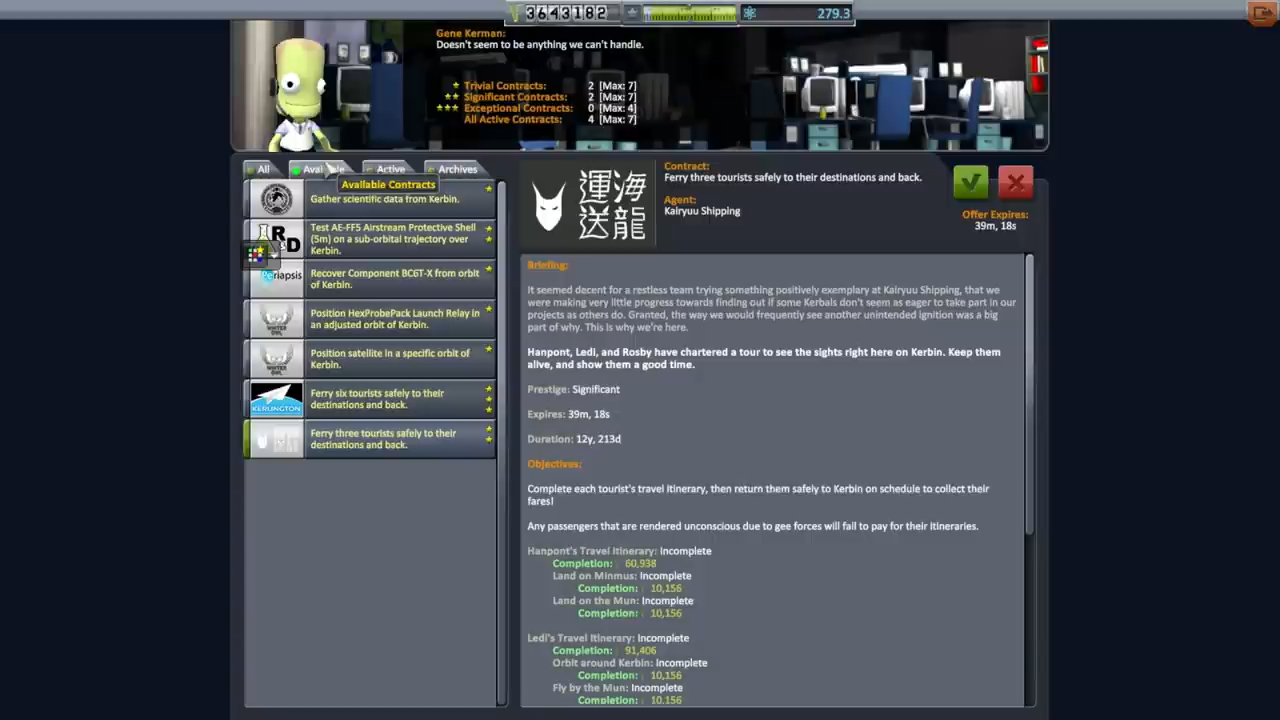 3643182
279.3
Gene Kerman:
Doesn't seem to be anything we can't handle.
Trivial Contracts: 2 [Max: 7]
Significant Contracts: 2 [Max: 7]
Exceptional Contracts: 0 [Max: 4]
All Active Contracts: 4 [Max: 7]
All
Active
Archives
Available Contracts
Gather scientific data from Kerbin.
RD
Test AE-FF5 Airstream Protective Shell
(5m) on a sub-orbital trajectory over
Kerbin.
Periapsis
Recover Component BCGT-X from orbit
of Kerbin.
WINTER
OWL
Position HexProbePack Launch Relay in
an adjusted orbit of Kerbin.
WINTER
OWL
Position satellite in a specific orbit of
Kerbin.
KERLINGTON
Ferry six tourists safely to their
destinations and back.
Ferry three tourists safely to their
destinations and back.
運海
送龍
Contract:
Ferry three tourists safely to their destinations and back.
Agent:
Kairyuu Shipping
Offer Expires:
39m, 18s
Briefing:
It seemed decent for a restless team trying something positively exemplary at Kairyuu Shipping, that we
were making very little progress towards finding out if some Kerbals don't seem as eager to take part in our
projects as others do. Granted, the way we would frequently see another unintended ignition was a big
part of why. This is why we're here.
Hanpont, Ledi, and Rosby have chartered a tour to see the sights right here on Kerbin. Keep them
alive, and show them a good time.
Prestige: Significant
Expires: 39m, 18s
Duration: 12y, 213d
Objectives:
Complete each tourist's travel itinerary, then return them safely to Kerbin on schedule to collect their
fares!
Any passengers that are rendered unconscious due to gee forces will fail to pay for their itineraries.
Hanpont's Travel Itinerary: Incomplete
Completion: 60,938
Land on Minmus: Incomplete
Completion: 10,156
Land on the Mun: Incomplete
Completion: 10,156
Ledi's Travel Itinerary: Incomplete
Completion: 91,406
Orbit around Kerbin: Incomplete
Completion: 10,156
Fly by the Mun: Incomplete
Completion: 10,156